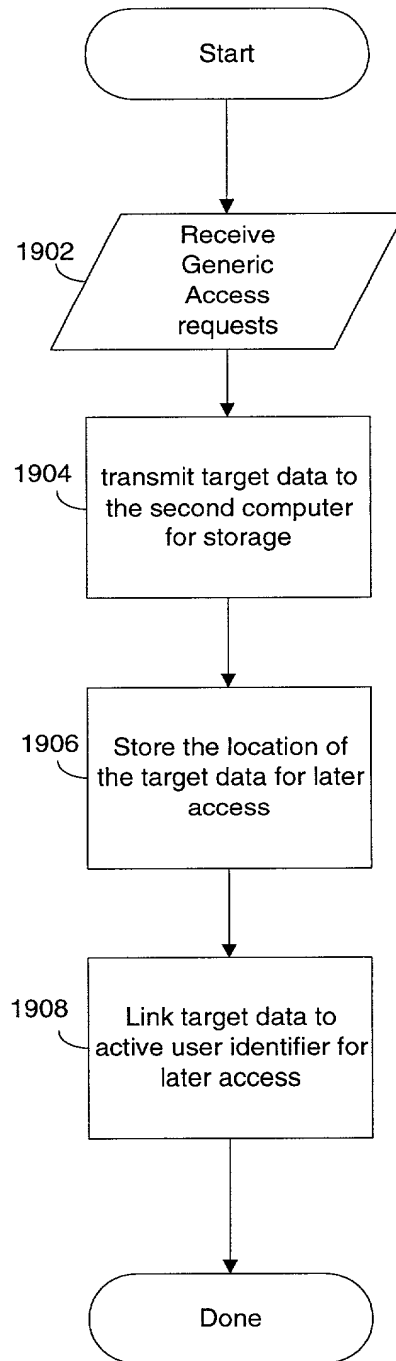 Start
1902
Receive
Generic
Access
requests
1904
transmit target data to
the second computer
for storage
1906
Store the location of
the target data for later
access
1908
Link target data to
active user identifier for
later access
Done